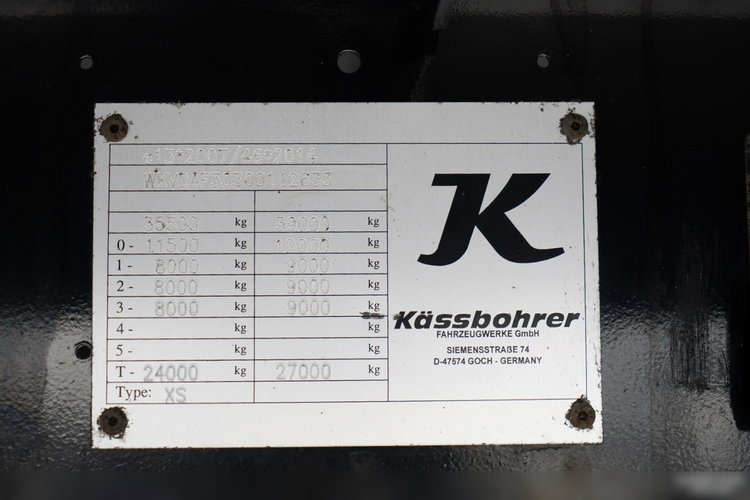 e13*2007/46*2014
35500 kg 39000 kg
0 - 11500 kg 12000 kg
1 - 8000 kg 9000 kg
2 - 8000 kg 9000 kg
3 - 8000 kg 9000 kg
4 - kg kg
5 - kg kg
T - 24000 kg 27000 kg
Type: XS
K
Kässbohrer
FAHRZEUGWERKE GmbH
SIEMENSSTRAßE 74
D-47574 GOCH - GERMANY